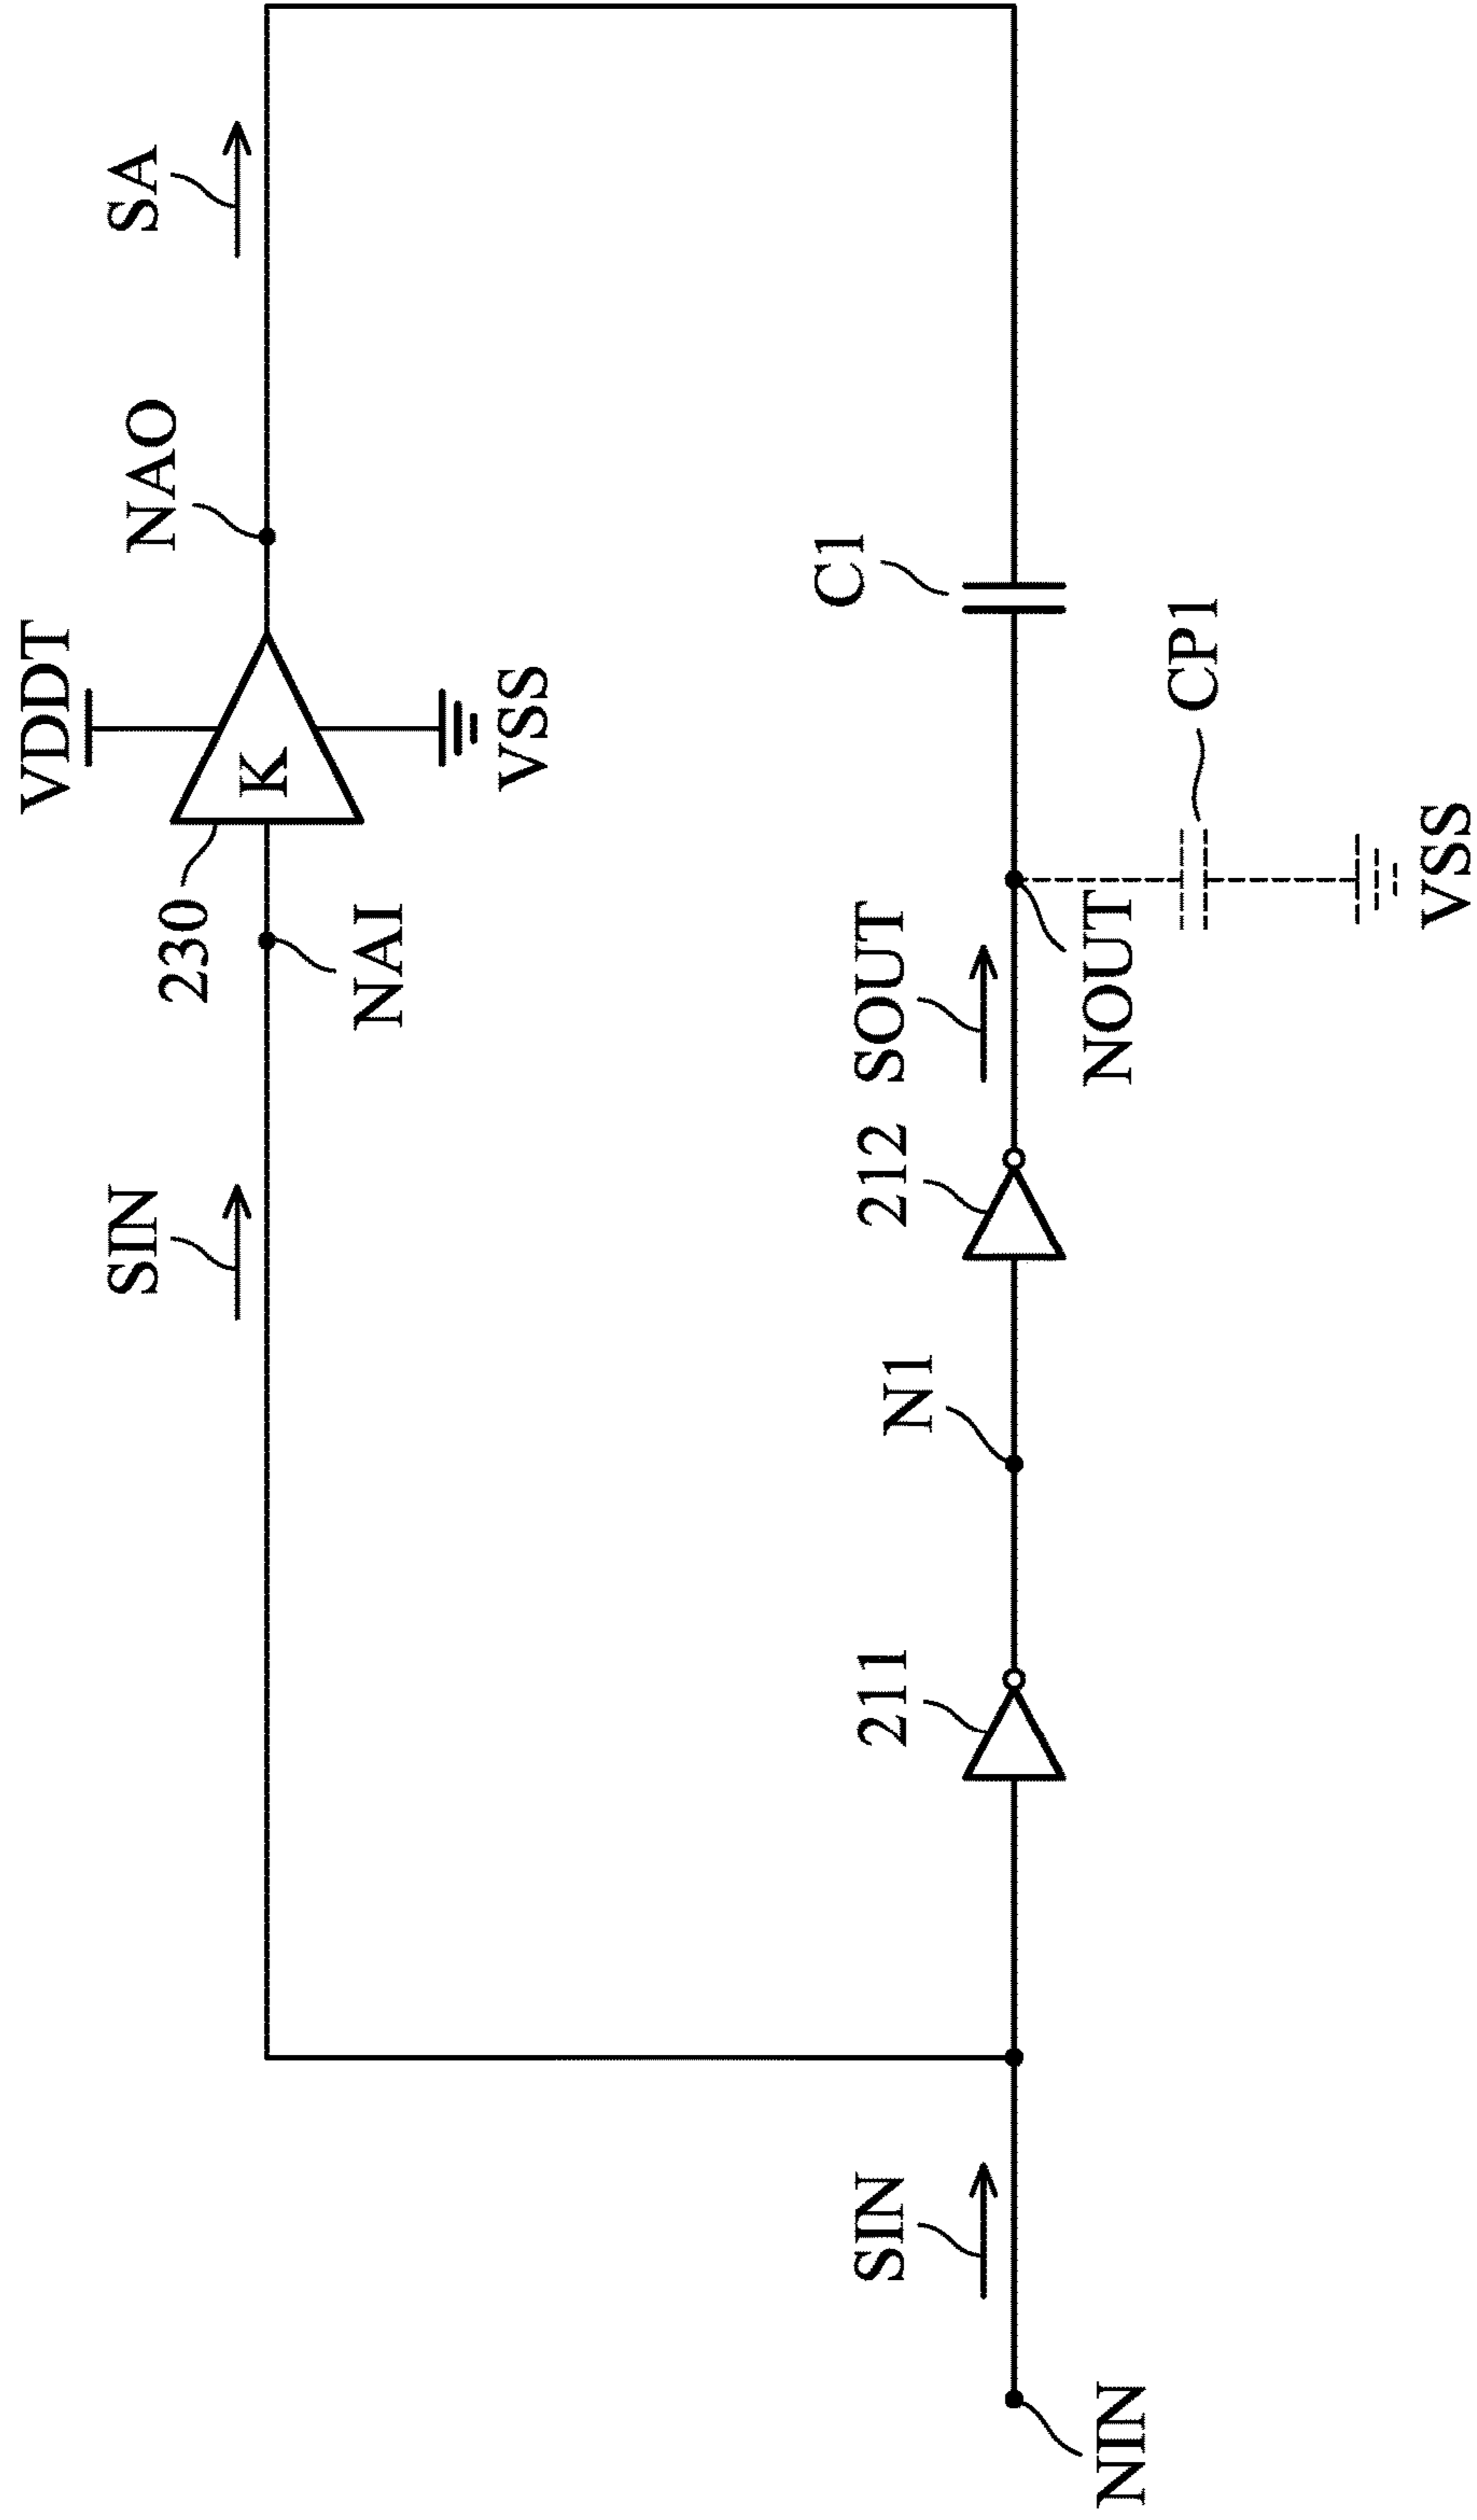 VDDT
SIN
230
K
NAO
SA
NAI
VSS
SIN
211
N1
212
SOUT
C1
NIN
NOUT
CP1
VSS